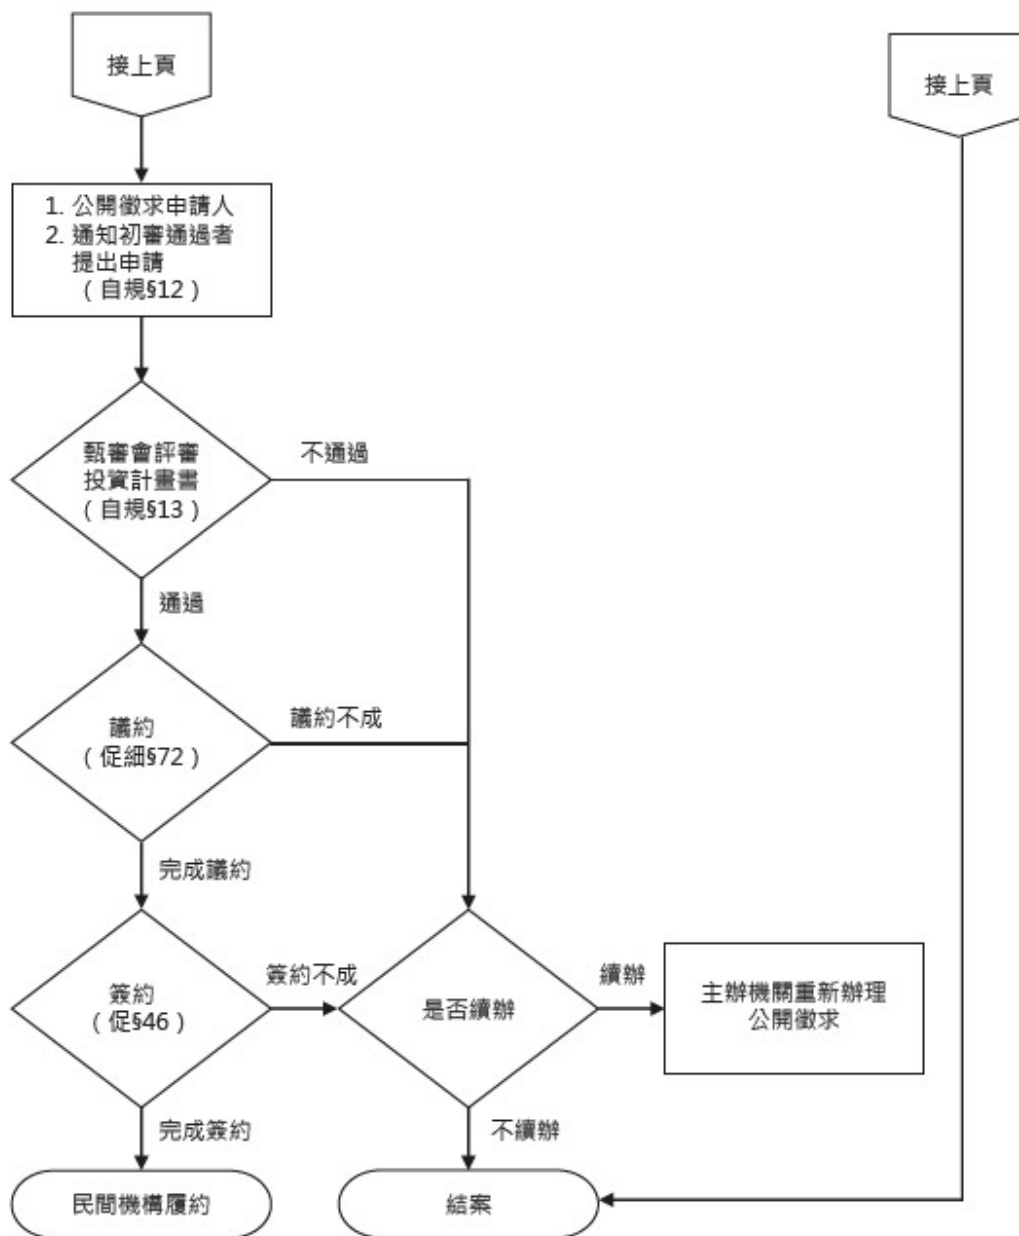 接上頁
接上頁
1. 公開徵求申請人
2. 通知初審通過者
提出申請
（自規§12）
甄審會評審
投資計畫書
（自規§13）
不通過
通過
議約
（促細§72）
議約不成
完成議約
簽約
（促§46）
簽約不成
是否續辦
續辦
主辦機關重新辦理
公開徵求
完成簽約
不續辦
民間機構履約
結案